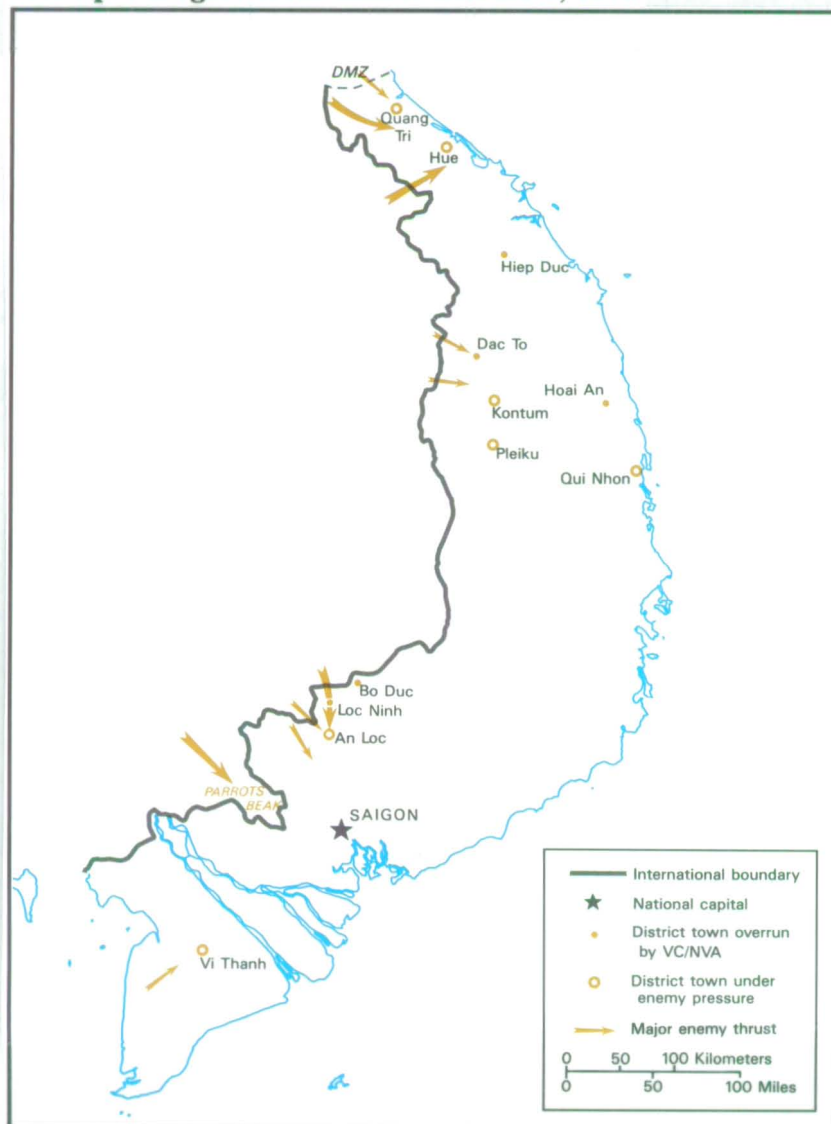 DMZ
Quang
Tri
Hue
Hiep Duc
Dac To
Hoai An
Kontum
Pleiku
Qui Nhon
Bo Duc
Loc Ninh
An Loc
PARROTS
BEAK
SAIGON
Vi Thanh
International boundary
National capital
District town overrun
by VC/NVA
District town under
enemy pressure
Major enemy thrust
0 50 100 Kilometers
0 50 100 Miles